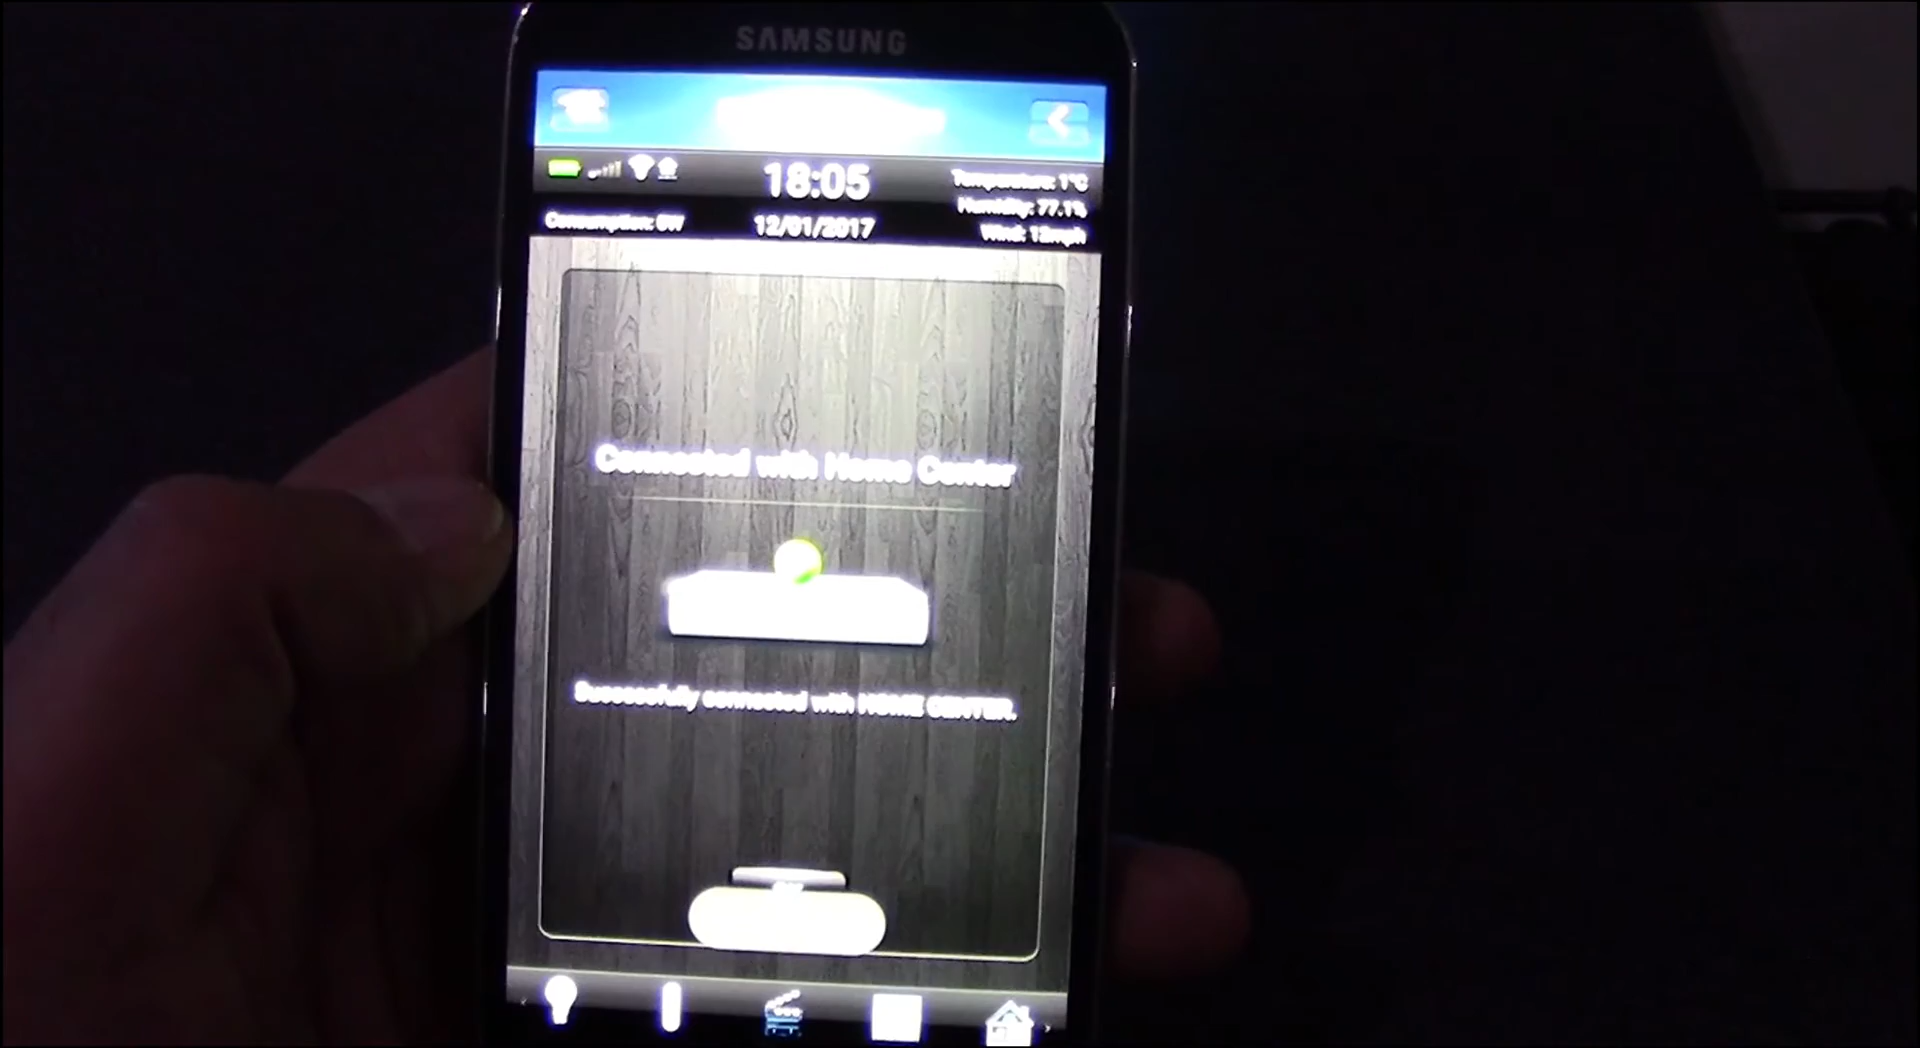 SAMSUNG
18:05
Temperature: 1°C
Humidity: 77.1%
Consumption: 0W
12/01/2017
Wind: 12mph
Connected with Home Center
Successfully connected with HOME CENTER.